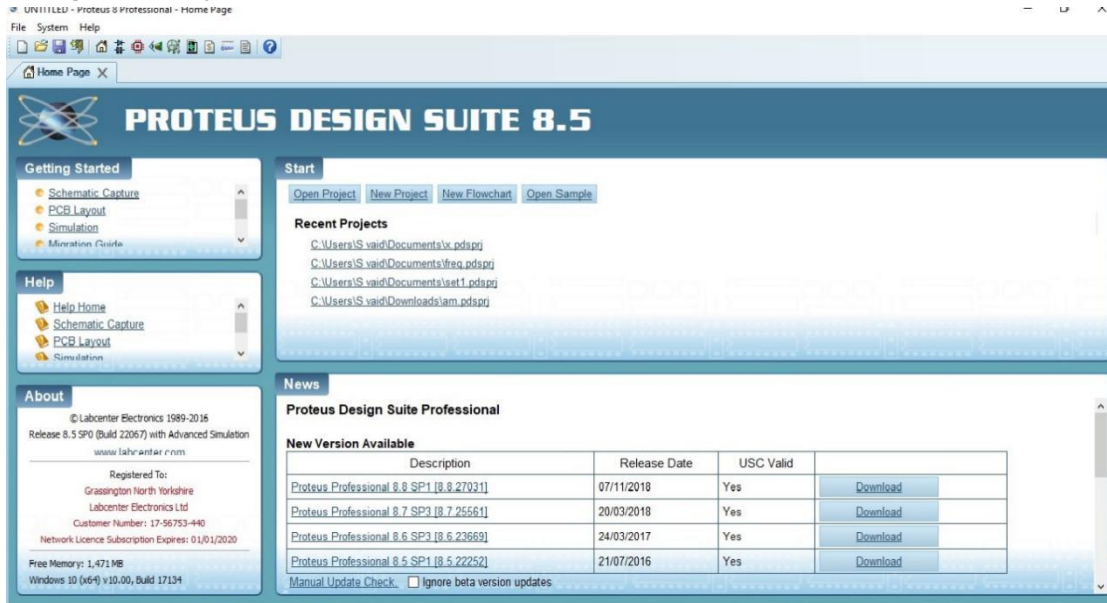 UNTITLED - Proteus 8 Professional - Home Page
File System Help
Home Page
PROTEUS DESIGN SUITE 8.5
Getting Started
Schematic Capture
PCB Layout
Simulation
Migration Guide
Help
Help Home
Schematic Capture
PCB Layout
Simulation
About
© Labcenter Electronics 1989-2016
Release 8.5 SP0 (Build 22067) with Advanced Simulation
www.labcenter.com
Registered To:
Grassington North Yorkshire
Labcenter Electronics Ltd
Customer Number: 17-56753-440
Network Licence Subscription Expires: 01/01/2020
Free Memory: 1,471 MB
Windows 10 (x64) v10.00, Build 17134
Start
Open Project New Project New Flowchart Open Sample
Recent Projects
C:\Users\S vaid\Documents\x.pdsprj
C:\Users\S vaid\Documents\freq.pdsprj
C:\Users\S vaid\Documents\set1.pdsprj
C:\Users\S vaid\Downloads\am.pdsprj
News
Proteus Design Suite Professional
New Version Available
Description Release Date USC Valid
Proteus Professional 8.8 SP1 [8.8.27031] 07/11/2018 Yes Download
Proteus Professional 8.7 SP3 [8.7.25561] 20/03/2018 Yes Download
Proteus Professional 8.6 SP3 [8.6.23669] 24/03/2017 Yes Download
Proteus Professional 8.5 SP1 [8.5.22252] 21/07/2016 Yes Download
Manual Update Check. Ignore beta version updates